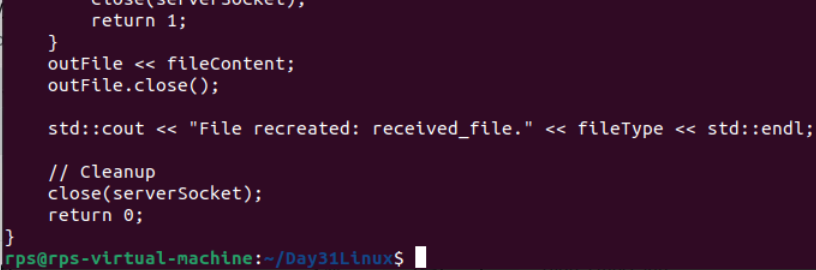 close(serverSocket);
return 1;
}
outFile << fileContent;
outFile.close();
std::cout << "File recreated: received_file." << fileType << std::endl;
// Cleanup
close(serverSocket);
return 0;
}
rps@rps-virtual-machine:~/Day31Linux$